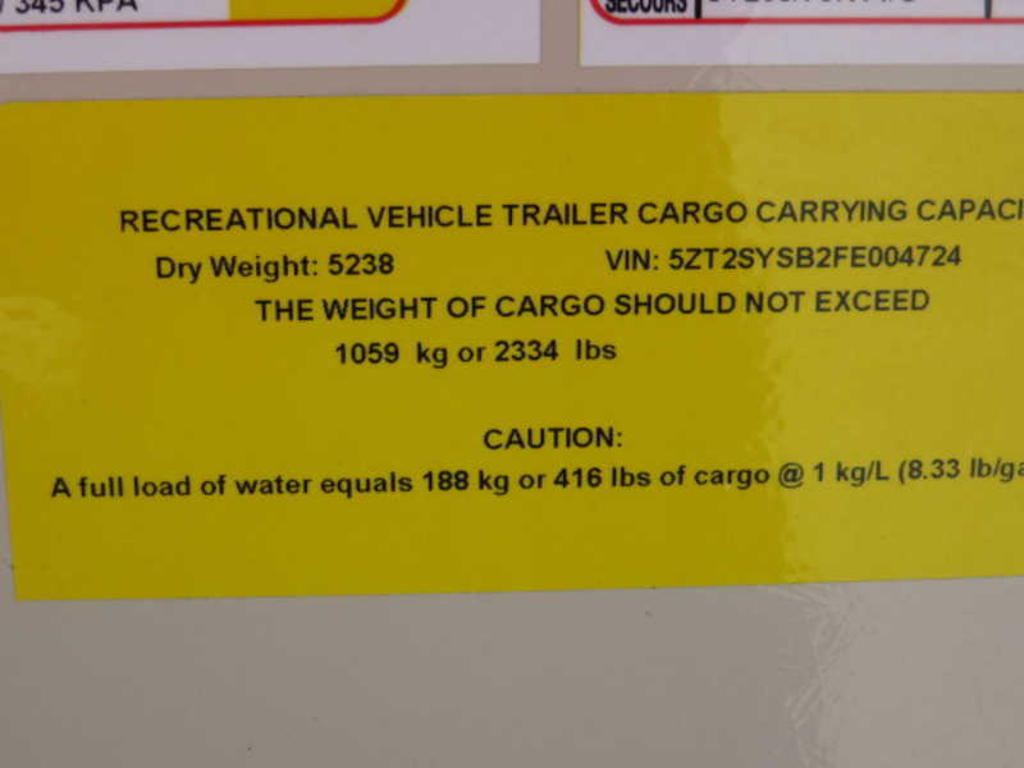 345 KPA
SECOURS
RECREATIONAL VEHICLE TRAILER CARGO CARRYING CAPACI
Dry Weight: 5238 VIN: 5ZT2SYSB2FE004724
THE WEIGHT OF CARGO SHOULD NOT EXCEED
1059 kg or 2334 lbs
CAUTION:
A full load of water equals 188 kg or 416 lbs of cargo @ 1 kg/L (8.33 lb/ga